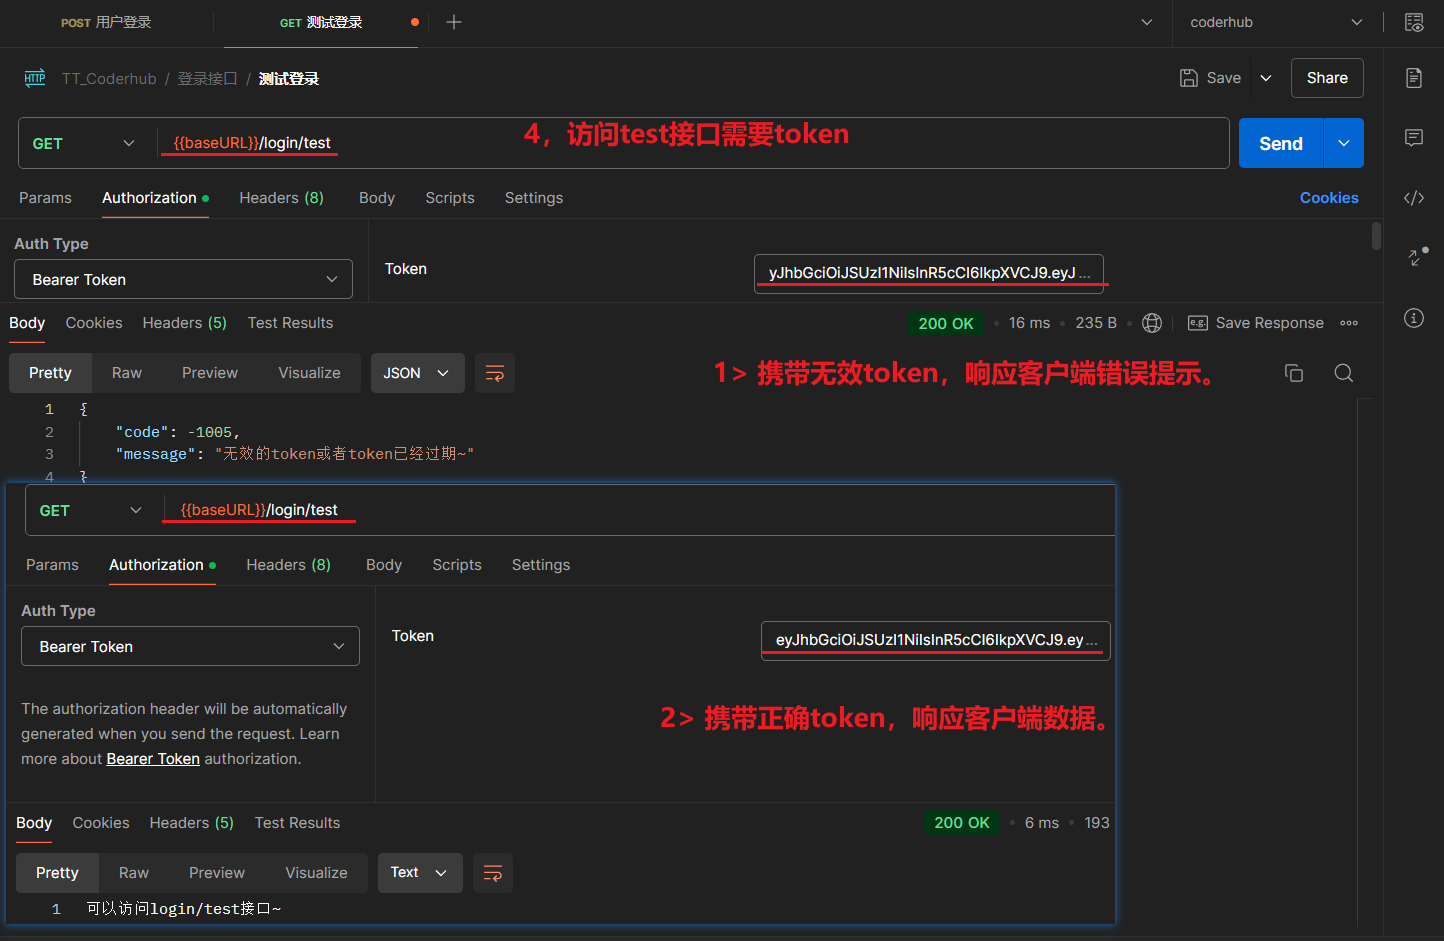 POST 用户登录
GET 测试登录
coderhub
TT_Coderhub / 登录接口 / 测试登录
Save
Share
GET
{{baseURL}}/login/test
4，访问test接口需要token
Send
Params
Authorization
Headers (8)
Body
Scripts
Settings
Cookies
Auth Type
Bearer Token
Token
yJhbGciOiJSUzI1NiIsInR5cCI6IkpXVCJ9.eyJ ...
Body
Cookies
Headers (5)
Test Results
200 OK
16 ms
235 B
e.g. Save Response
Pretty
Raw
Preview
Visualize
JSON
1> 携带无效token，响应客户端错误提示。
1 {
2 "code": -1005,
3 "message": "无效的token或者token已经过期~"
4 }
GET
{{baseURL}}/login/test
Params
Authorization
Headers (8)
Body
Scripts
Settings
Auth Type
Bearer Token
Token
eyJhbGciOiJSUzI1NiIsInR5cCI6IkpXVCJ9.ey ...
The authorization header will be automatically
generated when you send the request. Learn
more about Bearer Token authorization.
2> 携带正确token，响应客户端数据。
Body
Cookies
Headers (5)
Test Results
200 OK
6 ms
193
Pretty
Raw
Preview
Visualize
Text
1 可以访问login/test接口~